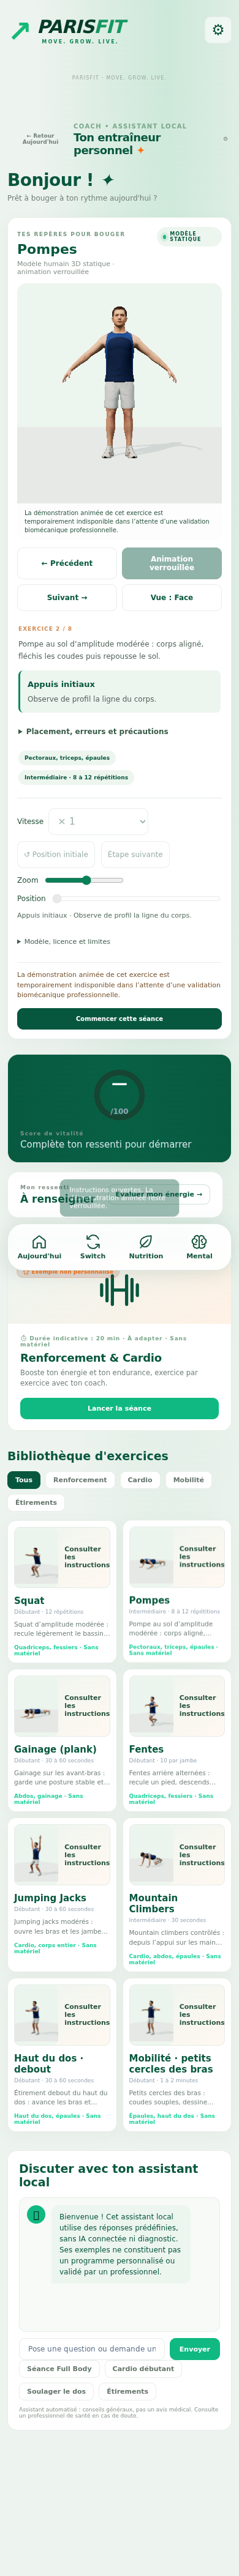 PARISFIT
MOVE. GROW. LIVE.
PARISFIT · MOVE. GROW. LIVE.
← Retour
Aujourd'hui
COACH • ASSISTANT LOCAL
Ton entraîneur
personnel ✦
Bonjour ! ✦
Prêt à bouger à ton rythme aujourd'hui ?
TES REPÈRES POUR BOUGER
Pompes
Modèle humain 3D statique ·
animation verrouillée
MODÈLE
STATIQUE
La démonstration animée de cet exercice est
temporairement indisponible dans l'attente d'une validation
biomécanique professionnelle.
← Précédent
Animation
verrouillée
Suivant →
Vue : Face
EXERCICE 2 / 8
Pompe au sol d'amplitude modérée : corps aligné,
fléchis les coudes puis repousse le sol.
Appuis initiaux
Observe de profil la ligne du corps.
▶ Placement, erreurs et précautions
Pectoraux, triceps, épaules
Intermédiaire · 8 à 12 répétitions
Vitesse
× 1
↺ Position initiale
Étape suivante
Zoom
Position
Appuis initiaux · Observe de profil la ligne du corps.
▶ Modèle, licence et limites
La démonstration animée de cet exercice est
temporairement indisponible dans l'attente d'une validation
biomécanique professionnelle.
Commencer cette séance
—
/100
Score de vitalité
Complète ton ressenti pour démarrer
Mon ressenti
À renseigner
Instructions ouvertes. La
démonstration animée reste
verrouillée.
Évaluer mon énergie →
Aujourd'hui
Switch
Nutrition
Mental
Exemple non personnalisé
⏱ Durée indicative : 20 min · À adapter · Sans
matériel
Renforcement & Cardio
Booste ton énergie et ton endurance, exercice par
exercice avec ton coach.
Lancer la séance
Bibliothèque d'exercices
Tous
Renforcement
Cardio
Mobilité
Étirements
Consulter
les
instructions
Squat
Débutant · 12 répétitions
Squat d'amplitude modérée :
recule légèrement le bassin…
Quadriceps, fessiers · Sans
matériel
Consulter
les
instructions
Pompes
Intermédiaire · 8 à 12 répétitions
Pompe au sol d'amplitude
modérée : corps aligné,…
Pectoraux, triceps, épaules ·
Sans matériel
Consulter
les
instructions
Gainage (plank)
Débutant · 30 à 60 secondes
Gainage sur les avant-bras :
garde une posture stable et…
Abdos, gainage · Sans
matériel
Consulter
les
instructions
Fentes
Débutant · 10 par jambe
Fentes arrière alternées :
recule un pied, descends…
Quadriceps, fessiers · Sans
matériel
Consulter
les
instructions
Jumping Jacks
Débutant · 30 à 60 secondes
Jumping jacks modérés :
ouvre les bras et les jambe…
Cardio, corps entier · Sans
matériel
Consulter
les
instructions
Mountain
Climbers
Intermédiaire · 30 secondes
Mountain climbers contrôlés :
depuis l'appui sur les main…
Cardio, abdos, épaules · Sans
matériel
Consulter
les
instructions
Haut du dos ·
debout
Débutant · 30 à 60 secondes
Étirement debout du haut du
dos : avance les bras et…
Haut du dos, épaules · Sans
matériel
Consulter
les
instructions
Mobilité · petits
cercles des bras
Débutant · 1 à 2 minutes
Petits cercles des bras :
coudes souples, dessine…
Épaules, haut du dos · Sans
matériel
Discuter avec ton assistant
local
Bienvenue ! Cet assistant local
utilise des réponses prédéfinies,
sans IA connectée ni diagnostic.
Ses exemples ne constituent pas
un programme personnalisé ou
validé par un professionnel.
Pose une question ou demande un
Envoyer
Séance Full Body
Cardio débutant
Soulager le dos
Étirements
Assistant automatisé : conseils généraux, pas un avis médical. Consulte
un professionnel de santé en cas de doute.